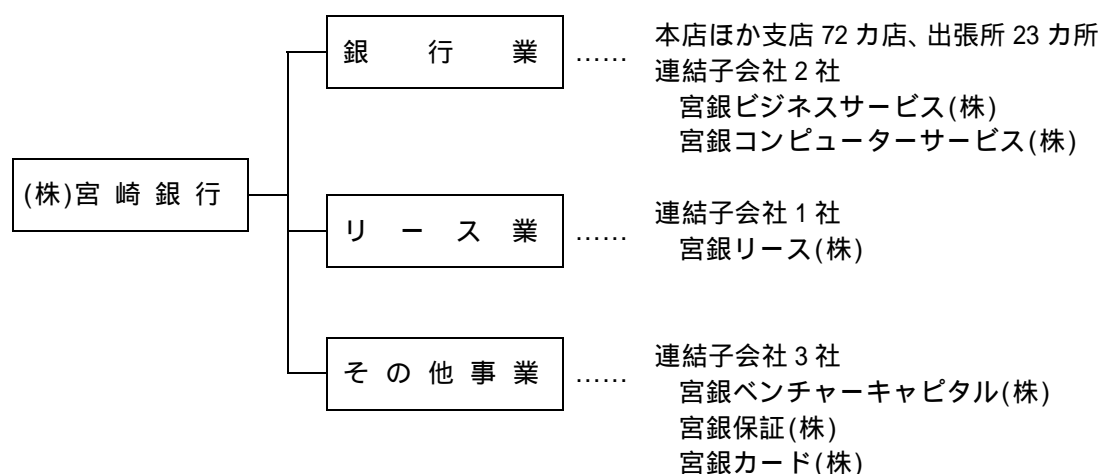 銀行業 …… 本店ほか支店 72 カ店、出張所 23 カ所
連結子会社 2 社
宮銀ビジネスサービス(株)
宮銀コンピューターサービス(株)
(株)宮崎銀行
リース業 …… 連結子会社 1 社
宮銀リース(株)
その他事業 …… 連結子会社 3 社
宮銀ベンチャーキャピタル(株)
宮銀保証(株)
宮銀カード(株)